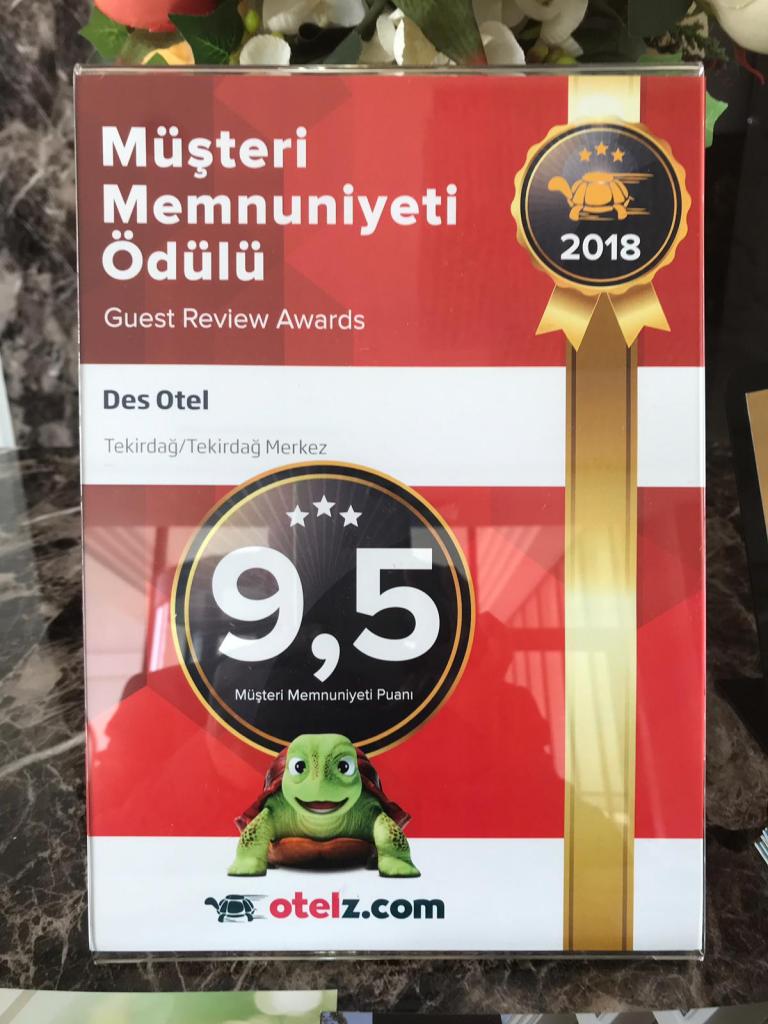 Müşteri
Memnuniyeti
Ödülü
Guest Review Awards
2018
Des Otel
Tekirdağ/Tekirdağ Merkez
9,5
Müşteri Memnuniyeti Puanı
otelz.com